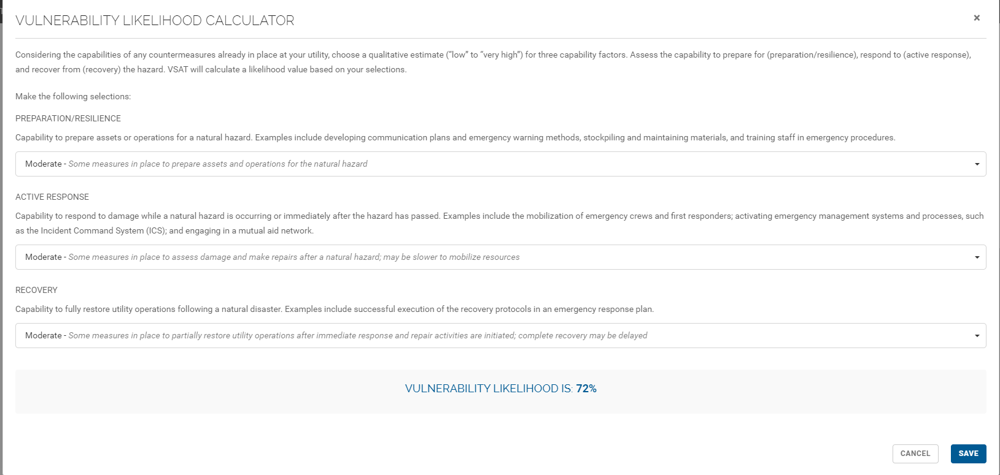 VULNERABILITY LIKELIHOOD CALCULATOR
×
Considering the capabilities of any countermeasures already in place at your utility, choose a qualitative estimate (“low” to “very high”) for three capability factors. Assess the capability to prepare for (preparation/resilience), respond to (active response),
and recover from (recovery) the hazard. VSAT will calculate a likelihood value based on your selections.
Make the following selections:
PREPARATION/RESILIENCE
Capability to prepare assets or operations for a natural hazard. Examples include developing communication plans and emergency warning methods, stockpiling and maintaining materials, and training staff in emergency procedures.
Moderate - Some measures in place to prepare assets and operations for the natural hazard
ACTIVE RESPONSE
Capability to respond to damage while a natural hazard is occurring or immediately after the hazard has passed. Examples include the mobilization of emergency crews and first responders; activating emergency management systems and processes, such
as the Incident Command System (ICS); and engaging in a mutual aid network.
Moderate - Some measures in place to assess damage and make repairs after a natural hazard; may be slower to mobilize resources
RECOVERY
Capability to fully restore utility operations following a natural disaster. Examples include successful execution of the recovery protocols in an emergency response plan.
Moderate - Some measures in place to partially restore utility operations after immediate response and repair activities are initiated; complete recovery may be delayed
VULNERABILITY LIKELIHOOD IS: 72%
CANCEL
SAVE